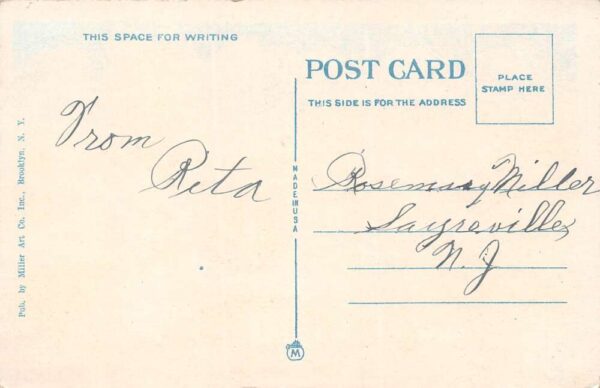 THIS SPACE FOR WRITING
POST CARD
THIS SIDE IS FOR THE ADDRESS
PLACE
STAMP HERE
From
Rita
Rosemary Miller
Sayreville
N. J
MADE IN USA
Pub. by Miller Art Co. Inc., Brooklyn, N. Y.
M